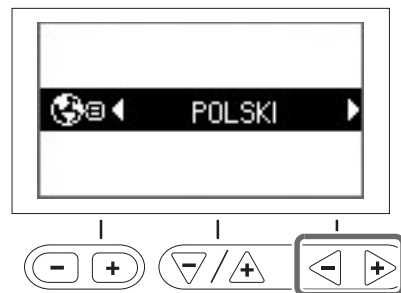 POLSKI
- + - / + - +